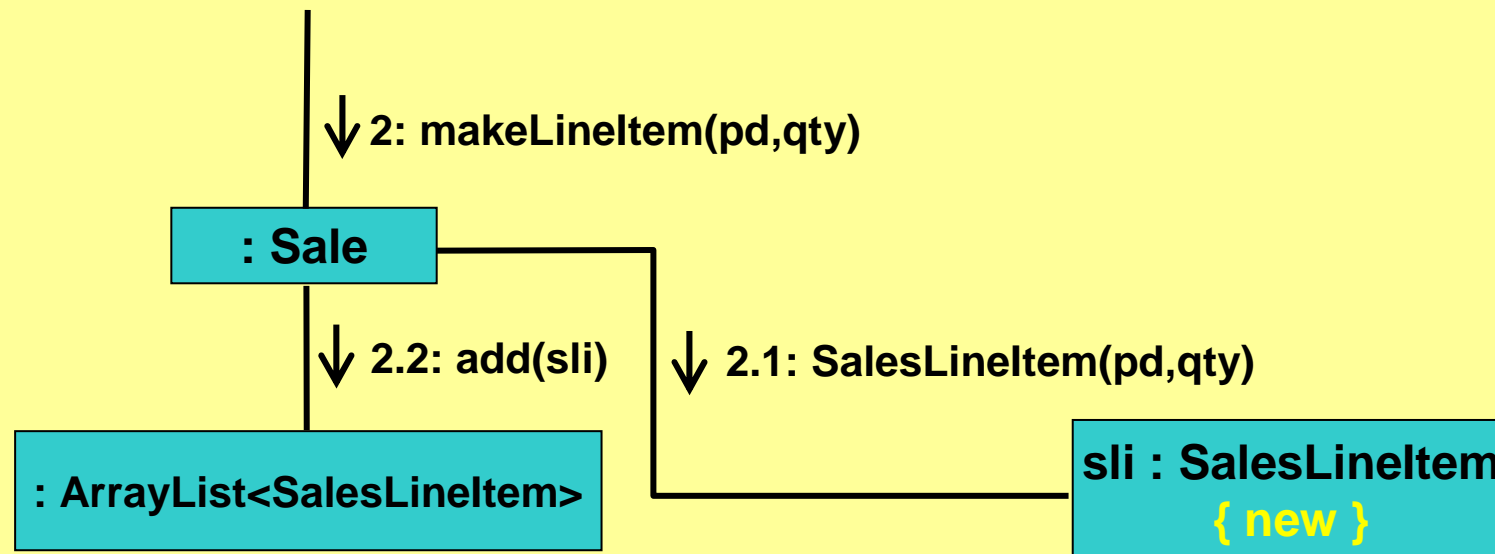 2: makeLineItem(pd,qty)
: Sale
2.2: add(sli)
2.1: SalesLineItem(pd,qty)
: ArrayList<SalesLineItem>
sli : SalesLineItem
{ new }